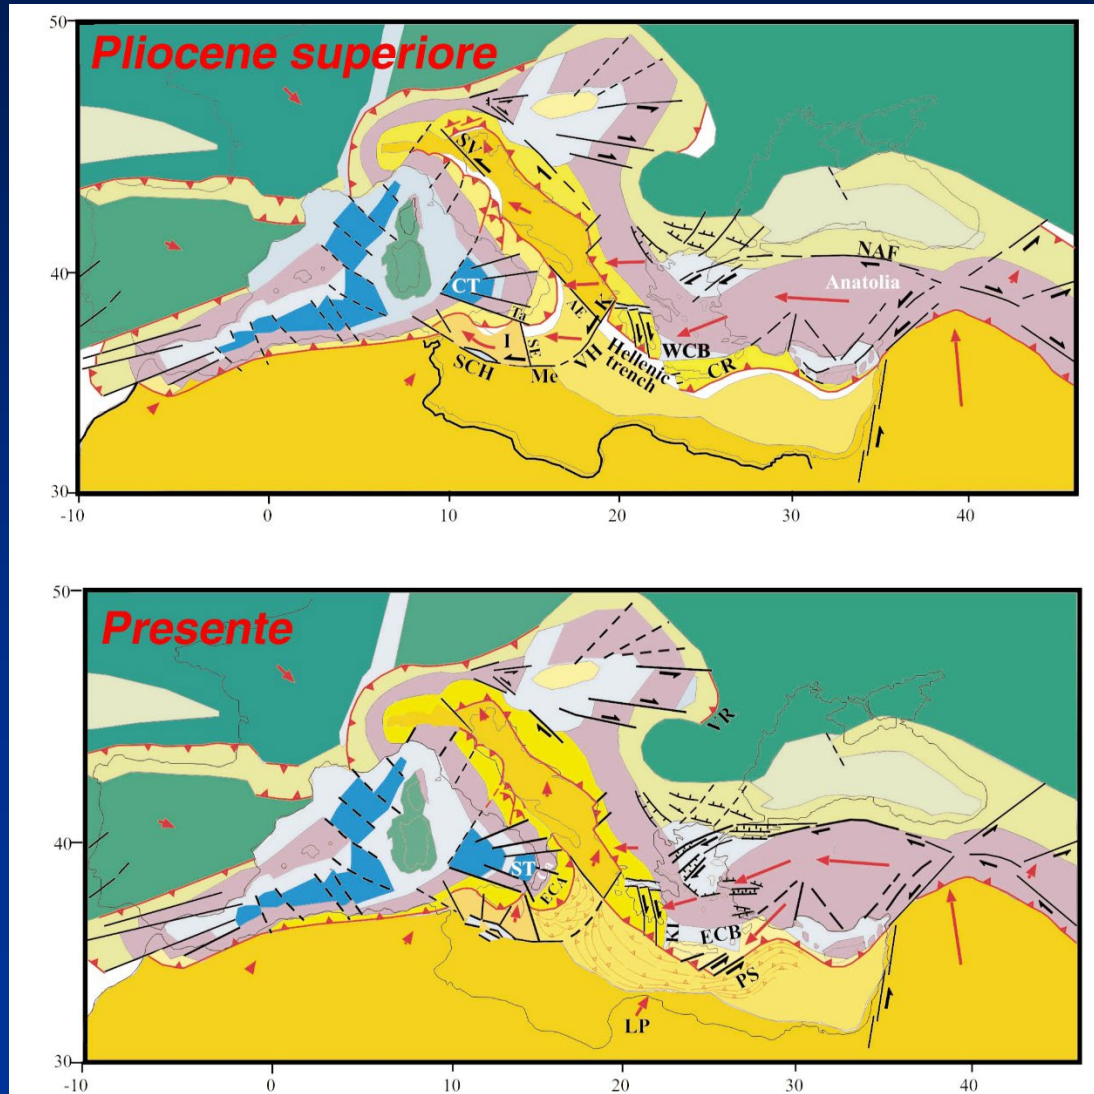 Pliocene superiore
50
40
30
-10
0
10
20
30
40
SV
CT
Ta
I
SE
AE
K
SCH
Me
VH
Hellenic
trench
WCB
CR
NAF
Anatolia
Presente
50
40
30
-10
0
10
20
30
40
VR
ST
ECA
KI
ECB
PS
LP